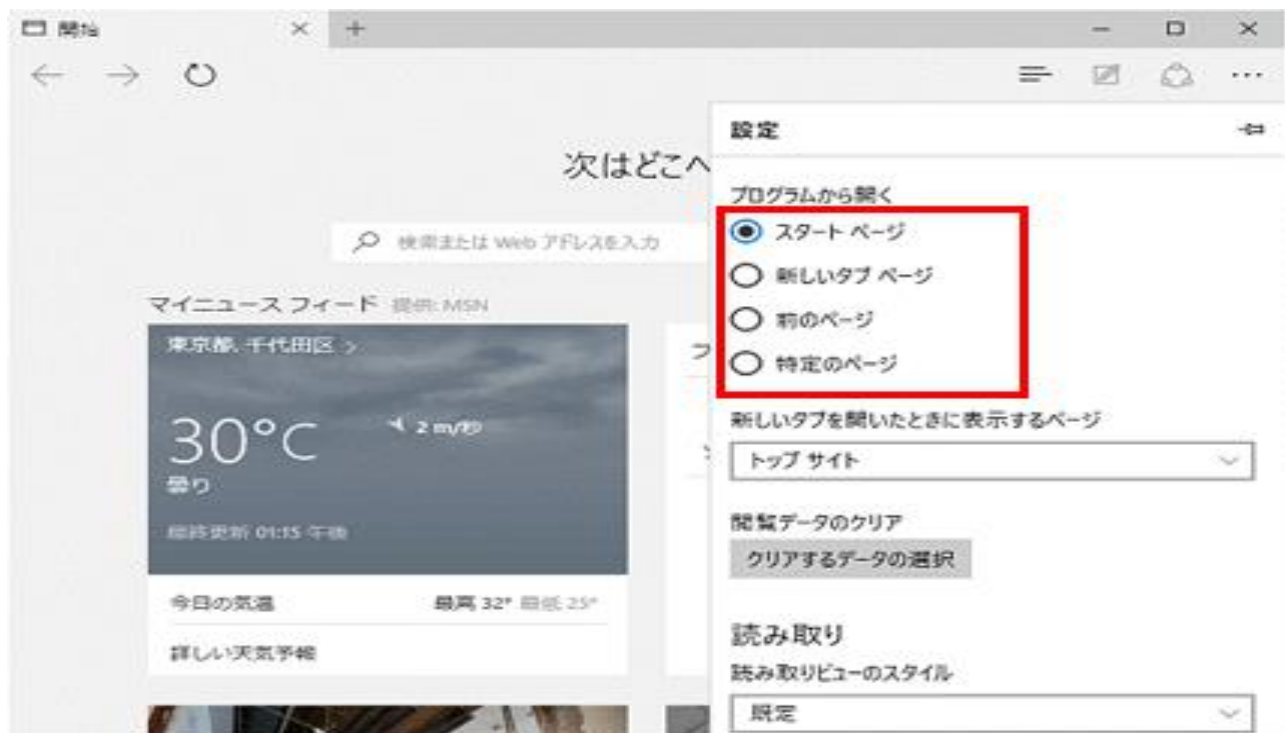 開始
設定
次はどこへ
プログラムから開く
スタート ページ
検索または Web アドレスを入力
新しいタブ ページ
マイニュース フィード 提供: MSN
前のページ
東京都, 千代田区 >
特定のページ
新しいタブを開いたときに表示するページ
30°C
2 m/秒
トップ サイト
曇り
閲覧データのクリア
最終更新 01:15 午後
クリアするデータの選択
今日の気温 最高 32° 最低 25°
読み取り
詳しい天気予報
読み取りビューのスタイル
既定